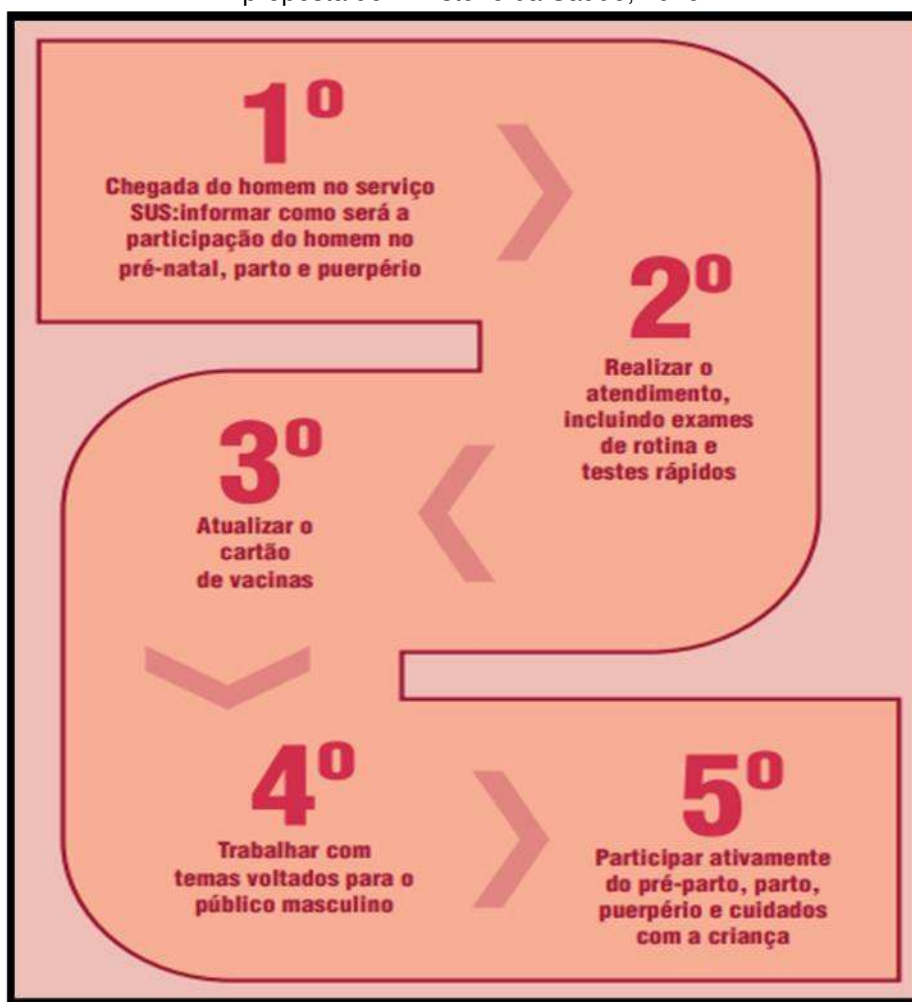 1º
Chegada do homem no serviço
SUS:informar como será a
participação do homem no
pré-natal, parto e puerpério
2º
Realizar o
atendimento,
incluindo exames
de rotina e
testes rápidos
3º
Atualizar o
cartão
de vacinas
4º
Trabalhar com
temas voltados para o
público masculino
5º
Participar ativamente
do pré-parto, parto,
puerpério e cuidados
com a criança